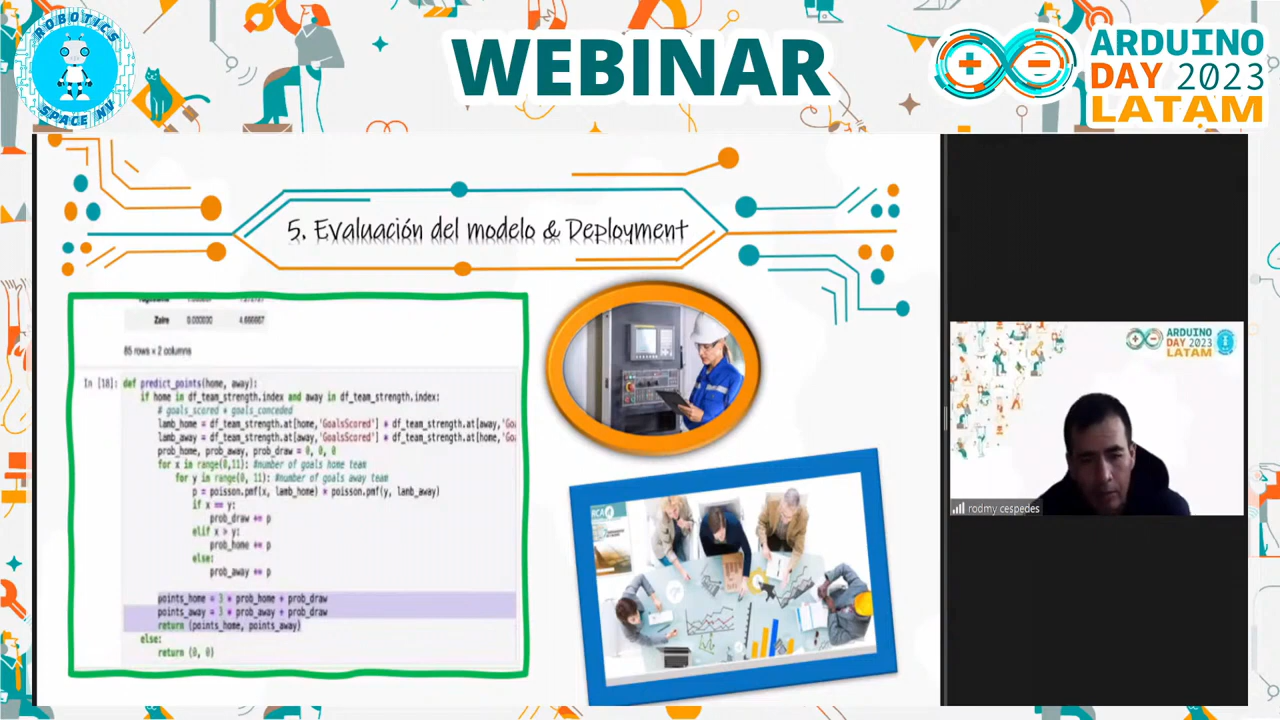 ROBOTICS
SPACE NV
WEBINAR
ARDUINO
DAY 2023
LATAM
5. Evaluación del modelo & Deployment
Zaire 0.000000 4.666667
85 rows × 2 columns
In [18]: def predict_points(home, away):
if home in df_team_strength.index and away in df_team_strength.index:
# goals_scored * goals_conceded
lamb_home = df_team_strength.at[home,'GoalsScored'] * df_team_strength.at[away,'Go
lamb_away = df_team_strength.at[away,'GoalsScored'] * df_team_strength.at[home,'Go
prob_home, prob_away, prob_draw = 0, 0, 0
for x in range(0,11): #number of goals home team
for y in range(0, 11): #number of goals away team
p = poisson.pmf(x, lamb_home) * poisson.pmf(y, lamb_away)
if x == y:
prob_draw += p
elif x > y:
prob_home += p
else:
prob_away += p
points_home = 3 * prob_home + prob_draw
points_away = 3 * prob_away + prob_draw
return (points_home, points_away)
else:
return (0, 0)
ARDUINO
DAY 2023
LATAM
rodmy cespedes